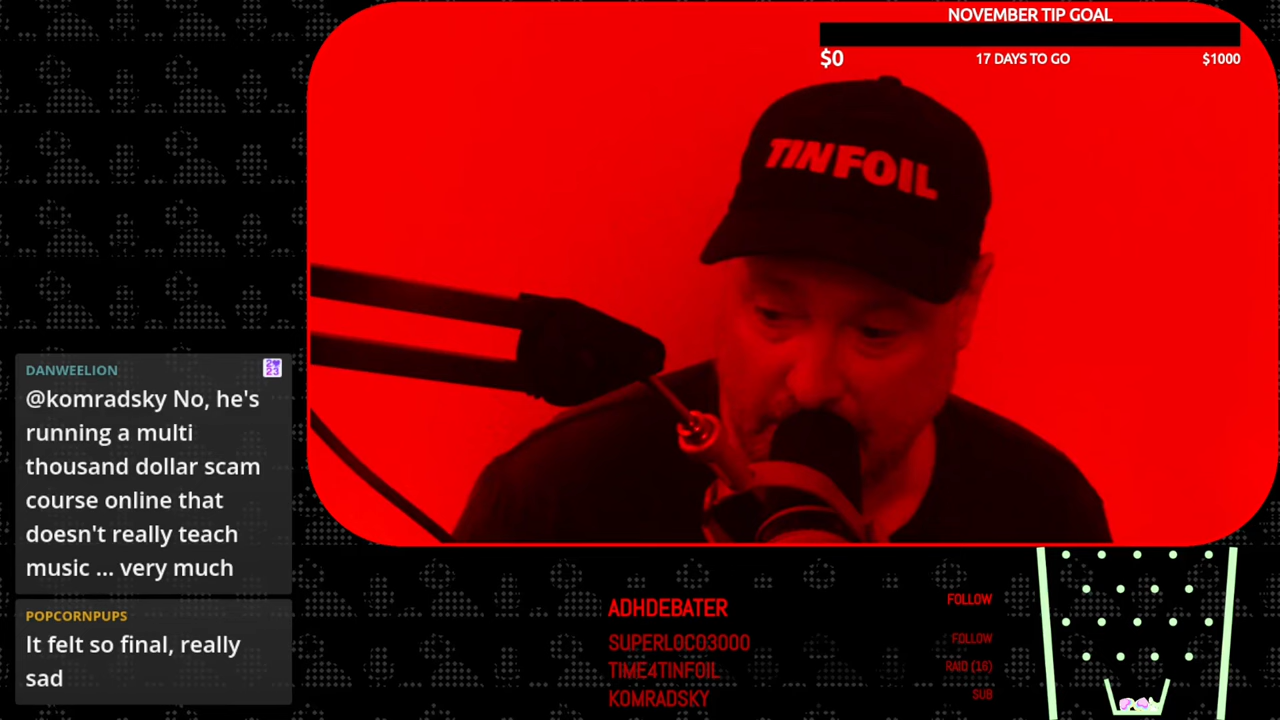 NOVEMBER TIP GOAL
$0
17 DAYS TO GO
$1000
TINFOIL
DANWEELION
@komradsky No, he's
running a multi
thousand dollar scam
course online that
doesn't really teach
music ... very much
POPCORNPUPS
It felt so final, really
sad
ADHDEBATER FOLLOW
SUPERLOCO3000 FOLLOW
TIME4TINFOIL RAID (16)
KOMRADSKY SUB